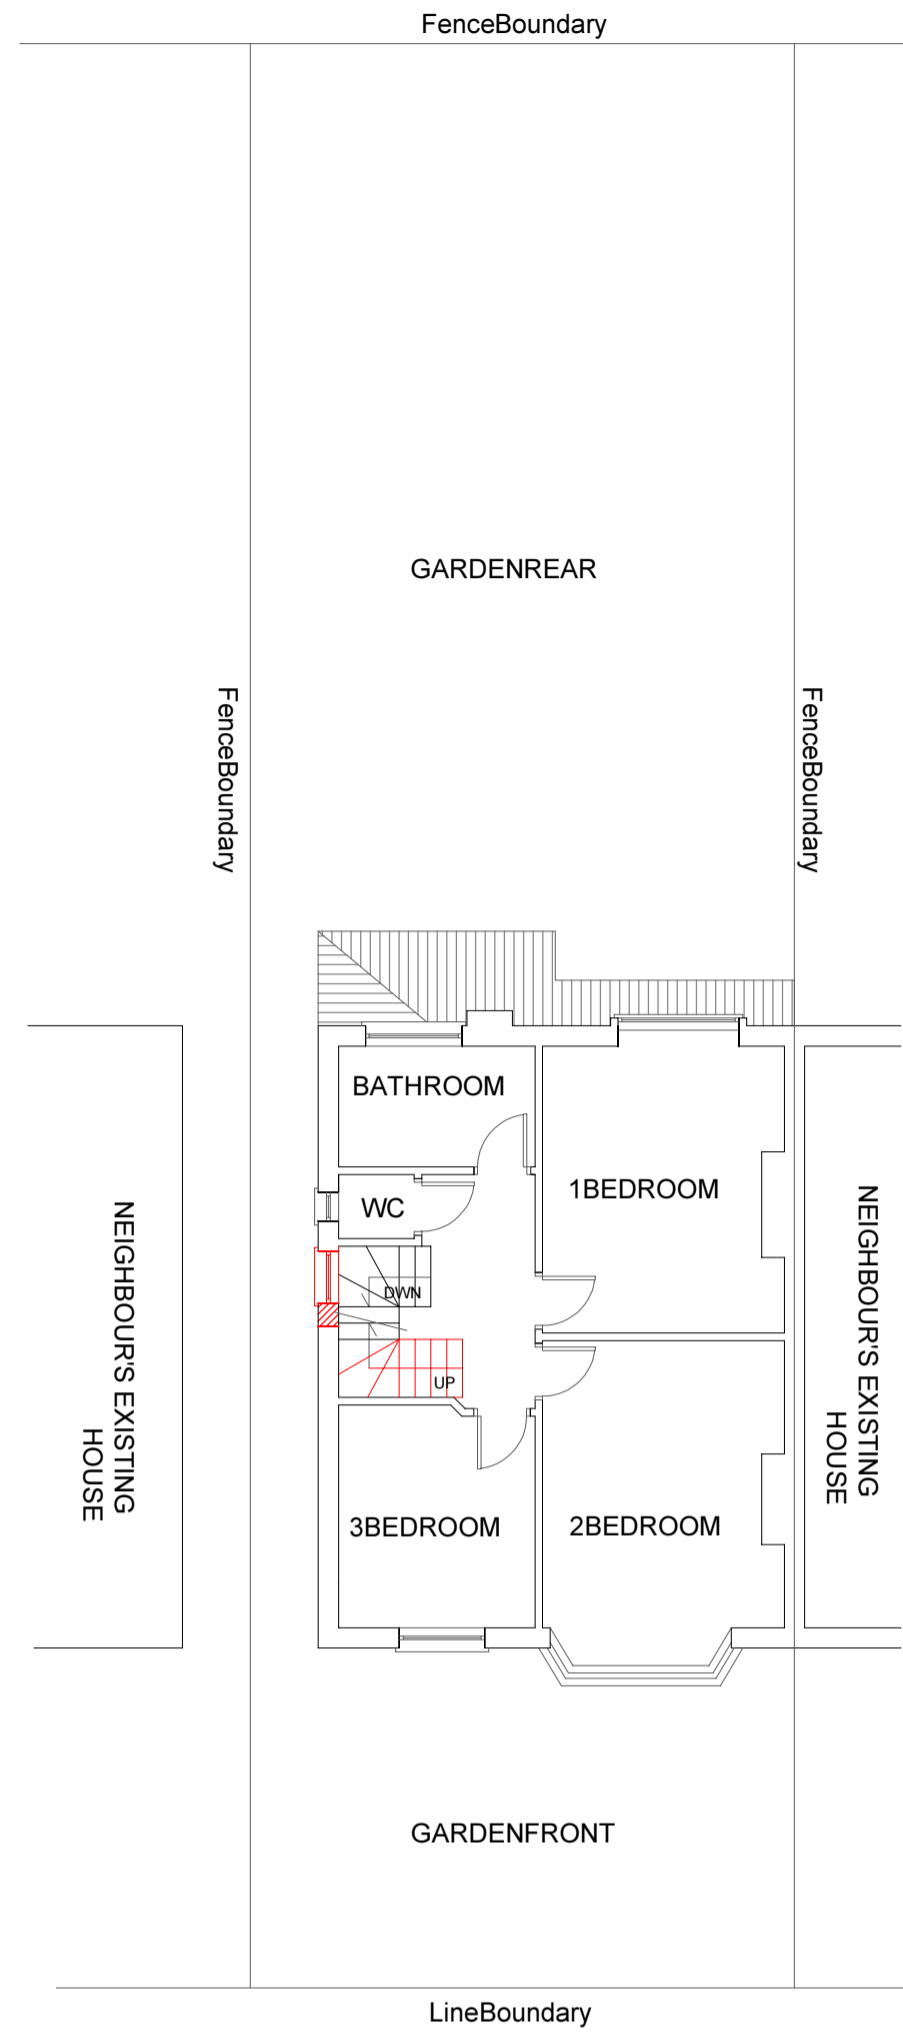 FenceBoundary
GARDENREAR
FenceBoundary
FenceBoundary
BATHROOM
1BEDROOM
WC
NEIGHBOUR'S EXISTING
HOUSE
NEIGHBOUR'S EXISTING
HOUSE
DWN
UP
3BEDROOM
2BEDROOM
GARDENFRONT
LineBoundary